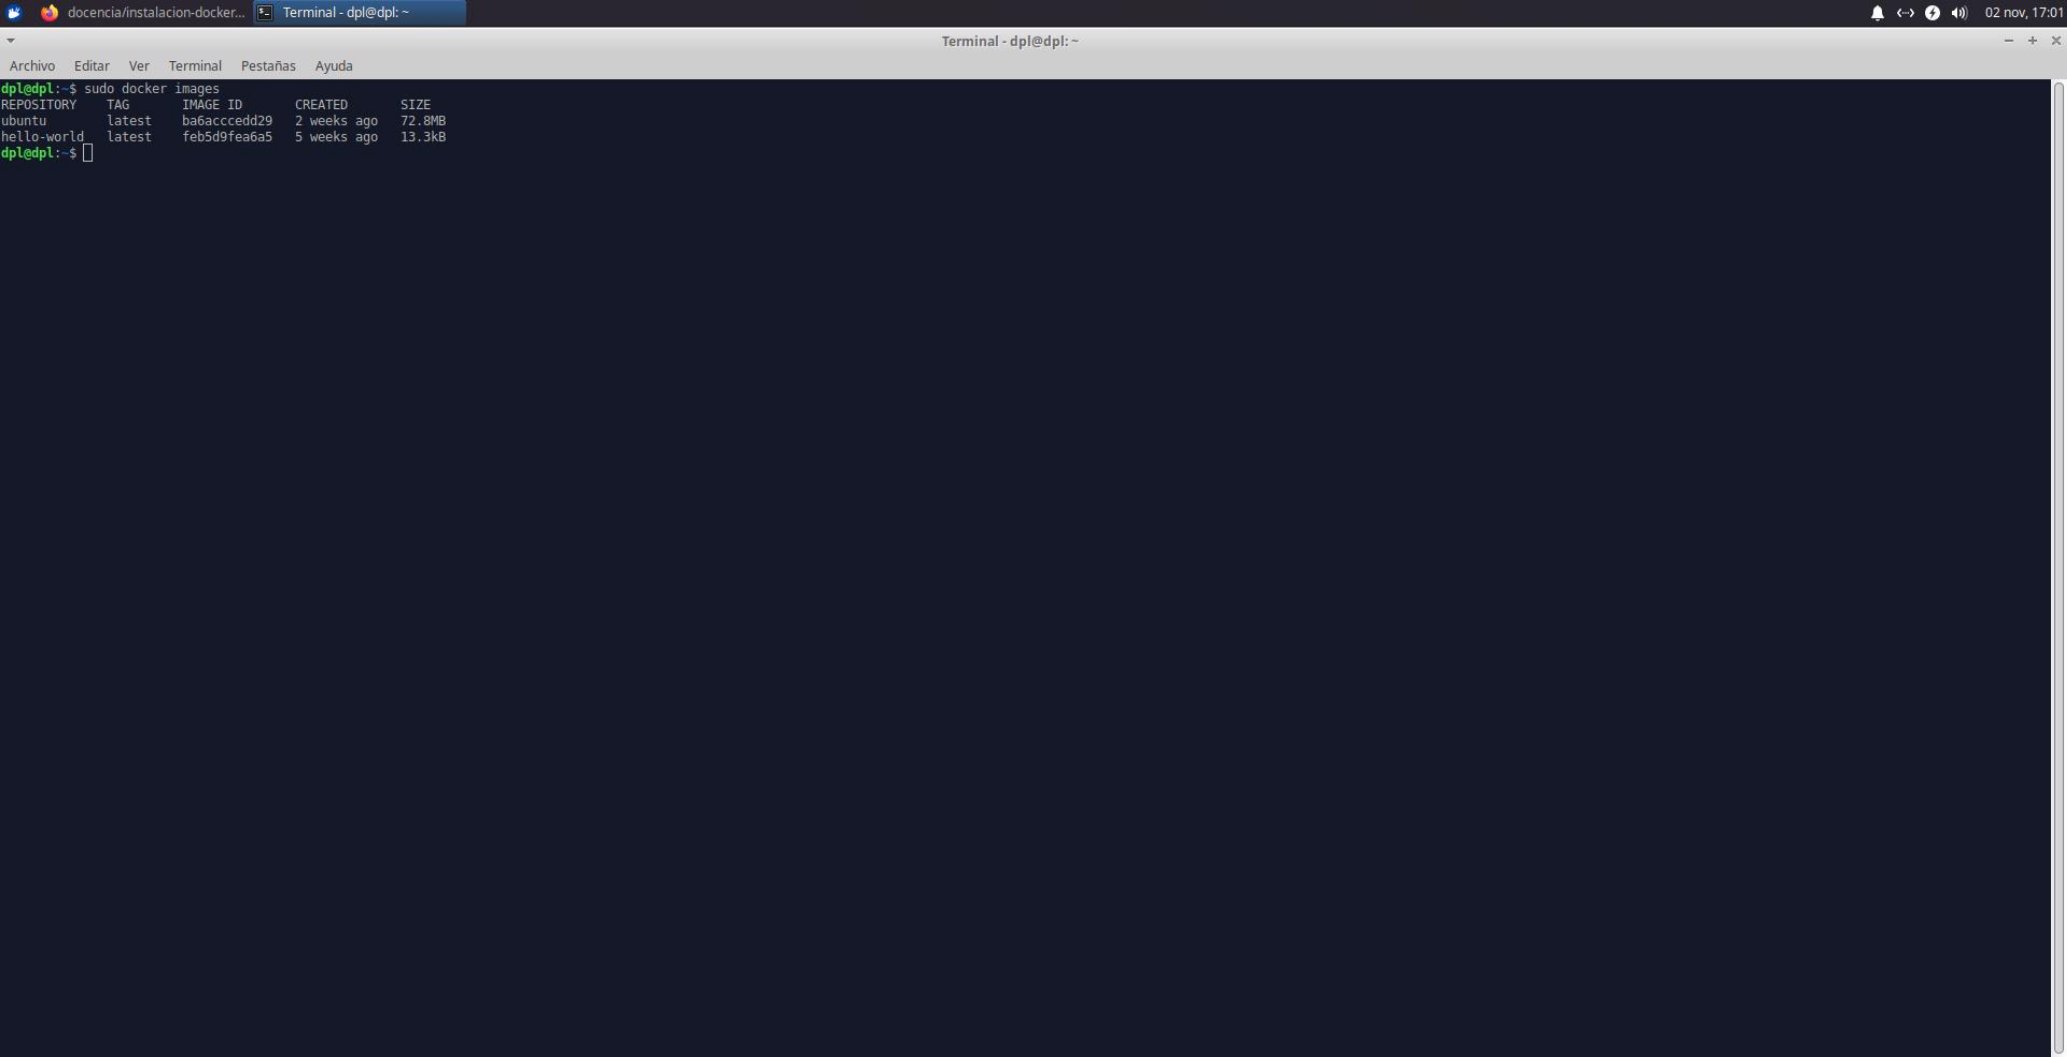 docencia/instalacion-docker... Terminal - dpl@dpl: ~ 02 nov, 17:01
Terminal - dpl@dpl: ~
Archivo Editar Ver Terminal Pestañas Ayuda
dpl@dpl:~$ sudo docker images
REPOSITORY TAG IMAGE ID CREATED SIZE
ubuntu latest ba6acccedd29 2 weeks ago 72.8MB
hello-world latest feb5d9fea6a5 5 weeks ago 13.3kB
dpl@dpl:~$